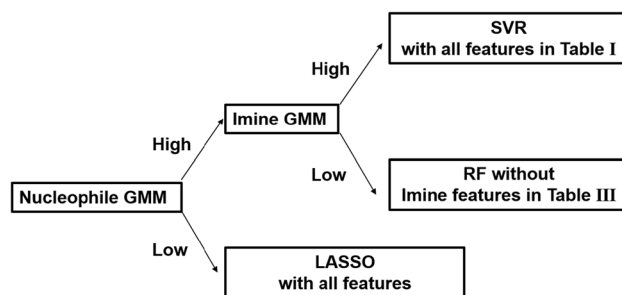 SVR
with all features in Table I
High
Imine GMM
High
Low
RF without
Imine features in Table III
Nucleophile GMM
Low
LASSO
with all features